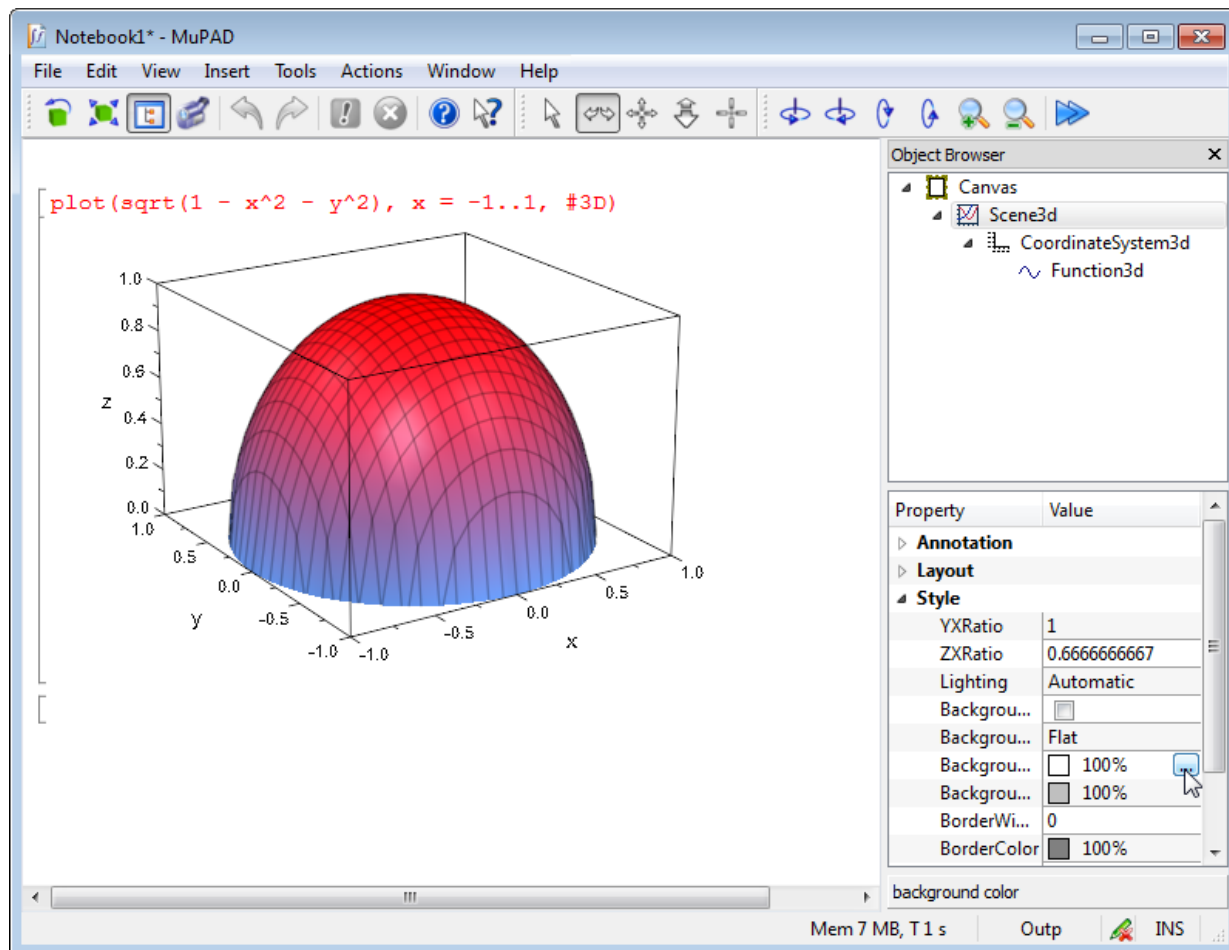 Notebook1* - MuPAD
File Edit View Insert Tools Actions Window Help
plot(sqrt(1 - x^2 - y^2), x = -1..1, #3D)
1.0
0.8
0.6
z
0.4
0.2
0.0
1.0
0.5
0.0
y
-0.5
-1.0
-1.0
-0.5
0.0
x
0.5
1.0
Object Browser
Canvas
Scene3d
CoordinateSystem3d
Function3d
Property Value
Annotation
Layout
Style
YXRatio 1
ZXRatio 0.6666666667
Lighting Automatic
Backgrou...
Backgrou... Flat
Backgrou... 100% ...
Backgrou... 100%
BorderWi... 0
BorderColor 100%
background color
Mem 7 MB, T 1 s Outp INS